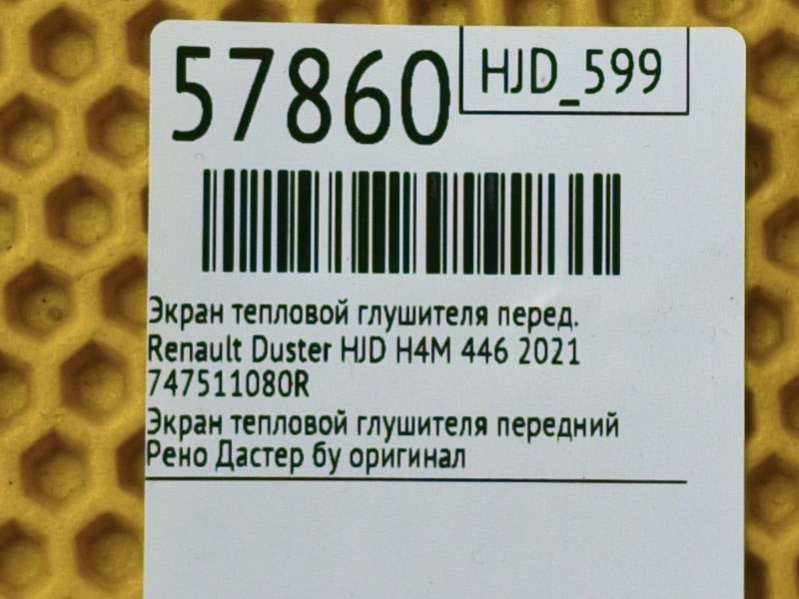 57860
HJD_599
Экран тепловой глушителя перед.
Renault Duster HJD H4M 446 2021
747511080R
Экран тепловой глушителя передний
Рено Дастер бу оригинал